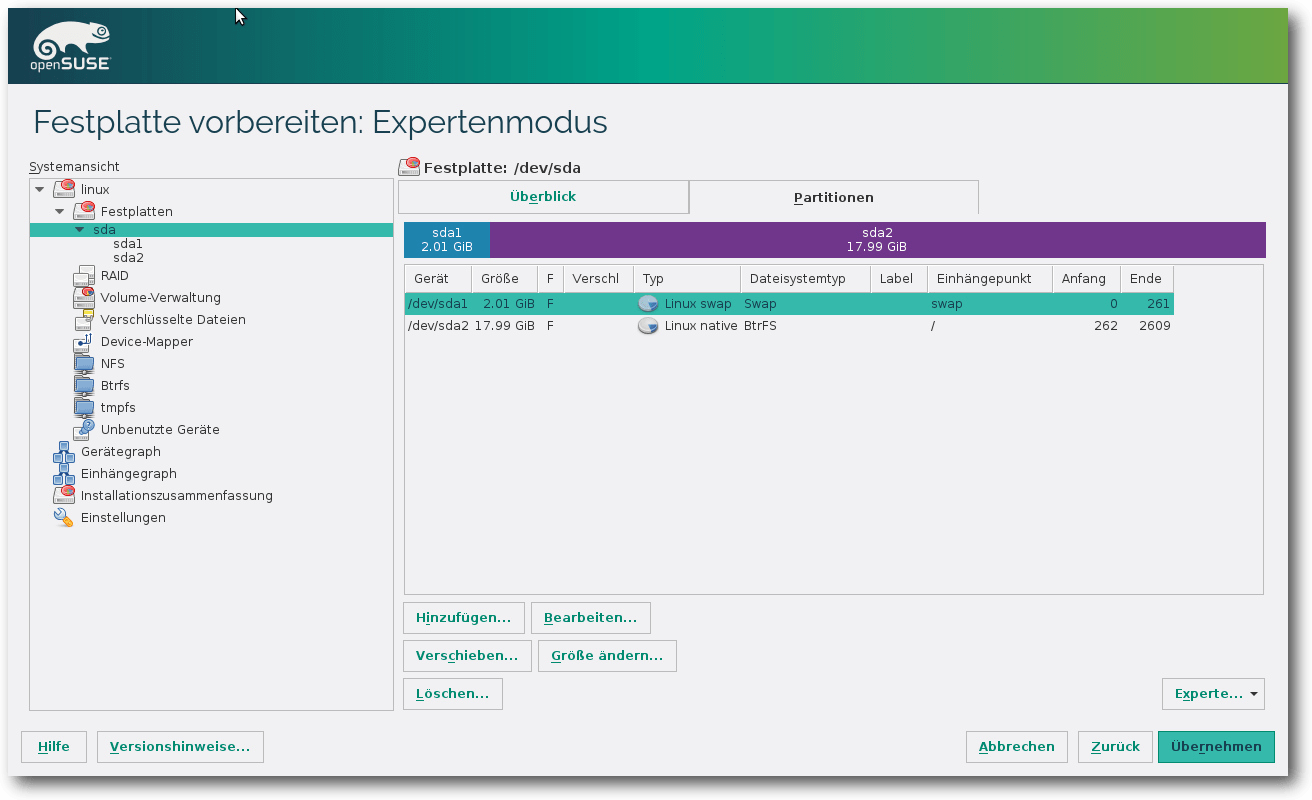 openSUSE
Festplatte vorbereiten: Expertenmodus
Systemansicht
linux
Festplatten
sda
sda1
sda2
RAID
Volume-Verwaltung
Verschlüsselte Dateien
Device-Mapper
NFS
Btrfs
tmpfs
Unbenutzte Geräte
Gerätegraph
Einhängegraph
Installationszusammenfassung
Einstellungen
Festplatte: /dev/sda
Überblick Partitionen
sda1 sda2
2.01 GiB 17.99 GiB
Gerät Größe F Verschl Typ Dateisystemtyp Label Einhängepunkt Anfang Ende
/dev/sda1 2.01 GiB F Linux swap Swap swap 0 261
/dev/sda2 17.99 GiB F Linux native BtrFS / 262 2609
Hinzufügen... Bearbeiten...
Verschieben... Größe ändern...
Löschen... Experte...
Hilfe Versionshinweise... Abbrechen Zurück Übernehmen